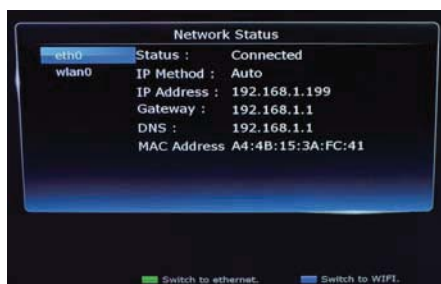 Network Status
eth0 Status : Connected
wlan0 IP Method : Auto
IP Address : 192.168.1.199
Gateway : 192.168.1.1
DNS : 192.168.1.1
MAC Address A4:4B:15:3A:FC:41
Switch to ethernet. Switch to WIFI.